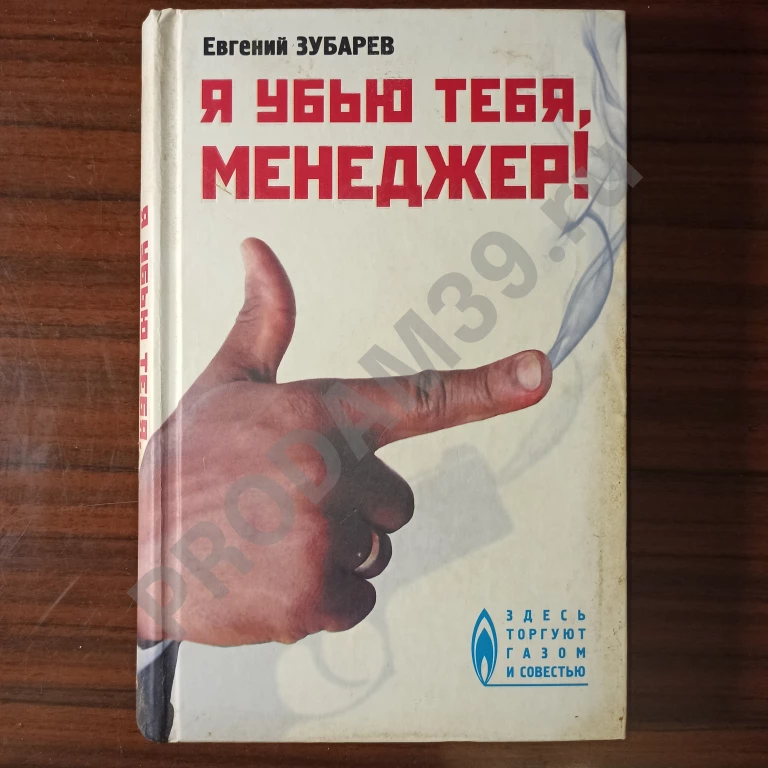 Евгений ЗУБАРЕВ
Я УБЬЮ ТЕБЯ,
МЕНЕДЖЕР!
Я УБЬЮ ТЕБЯ,
PRODAM39.ru
ЗДЕСЬ
ТОРГУЮТ
ГАЗОМ
И СОВЕСТЬЮ